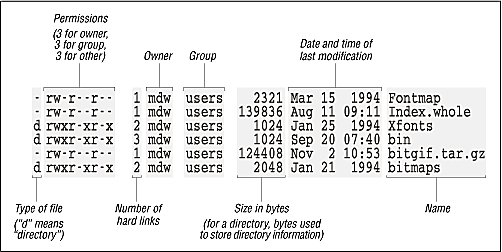 Permissions
(3 for owner,
3 for group,
3 for other)
Owner
Group
Date and time of
last modification
- rw-r--r-- 1 mdw users 2321 Mar 15 1994 Fontmap
- rw-r--r-- 1 mdw users 139836 Aug 11 09:11 Index.whole
d rwxr-xr-x 2 mdw users 1024 Jan 25 1994 Xfonts
d rwxr-xr-x 3 mdw users 1024 Sep 20 07:40 bin
- rw-r--r-- 1 mdw users 124408 Nov 2 10:53 bitgif.tar.gz
d rwxr-xr-x 2 mdw users 2048 Jan 21 1994 bitmaps
Type of file
("d" means
"directory")
Number of
hard links
Size in bytes
(for a directory, bytes used
to store directory information)
Name